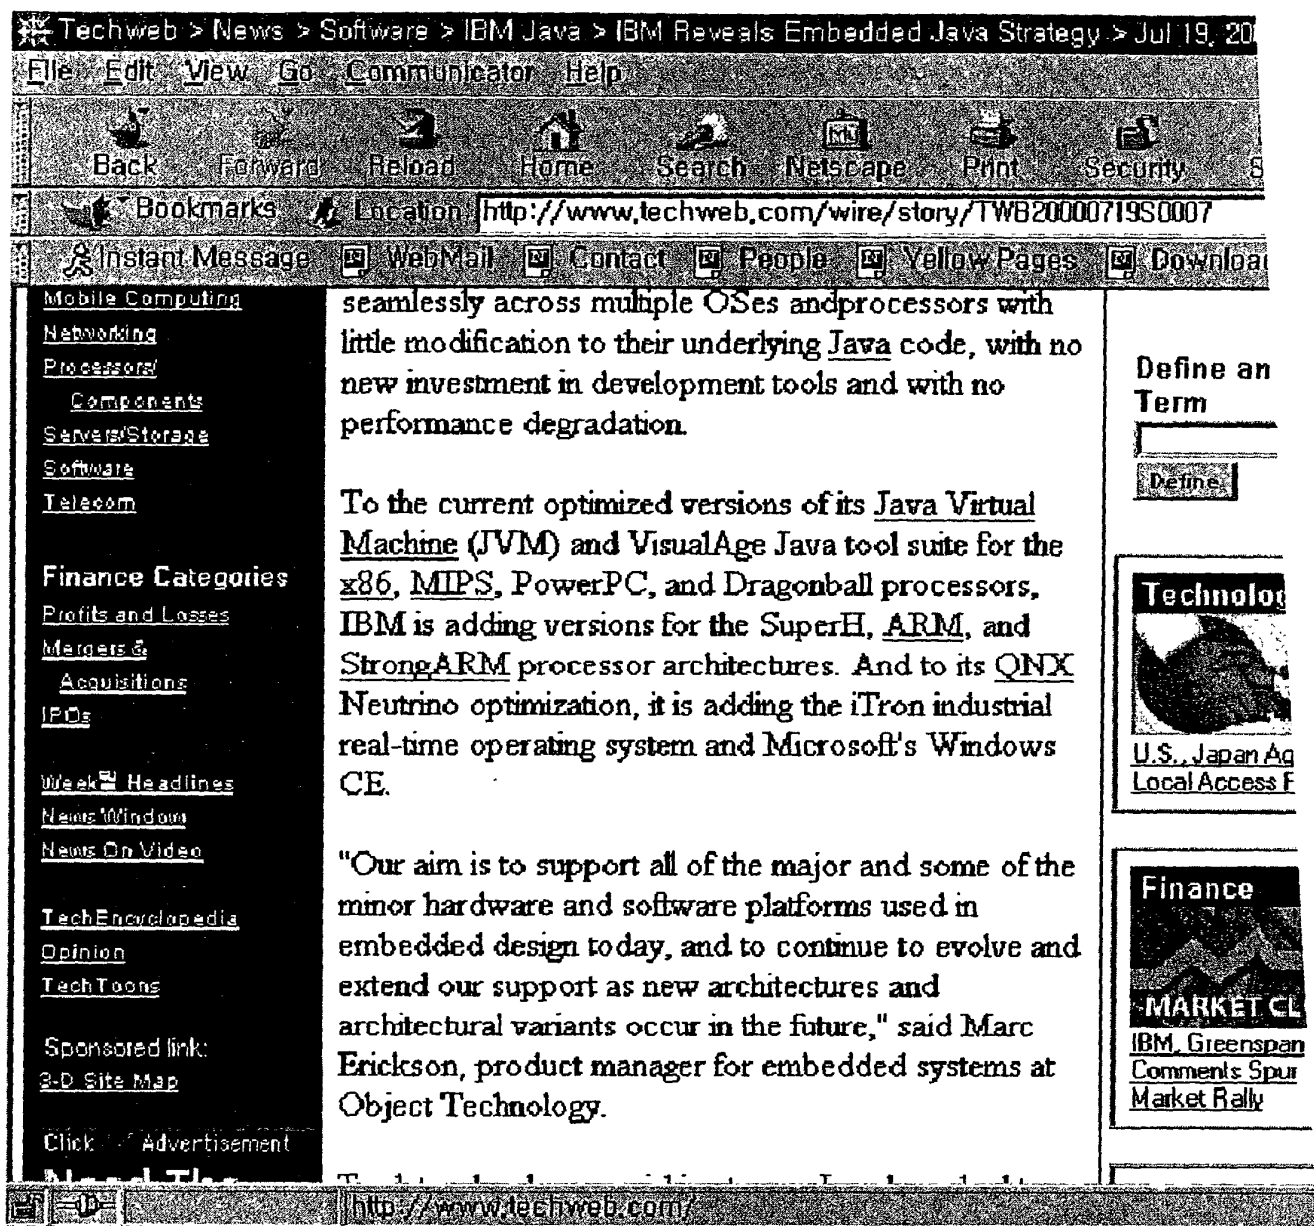 Techweb > News > Software > IBM Java > IBM Reveals Embedded Java Strategy > Jul 19, 20
File Edit View Go Communicator Help
Back Forward Reload Home Search Netscape Print Security S
Bookmarks Location http://www.techweb.com/wire/story/TWB20000719S0007
Instant Message WebMail Contact People Yellow Pages Downloa
Mobile Computing
Networking
Processors/
Components
Servers/Storage
Software
Telecom
Finance Categories
Profits and Losses
Mergers &
Acquisitions
IPOs
Week Headlines
News Window
News On Video
TechEncyclopedia
Opinion
TechToons
Sponsored link:
3-D Site Map
Click Advertisement
seamlessly across multiple OSes andprocessors with
little modification to their underlying Java code, with no
new investment in development tools and with no
performance degradation.
To the current optimized versions of its Java Virtual
Machine (JVM) and VisualAge Java tool suite for the
x86, MIPS, PowerPC, and Dragonball processors,
IBM is adding versions for the SuperH, ARM, and
StrongARM processor architectures. And to its QNX
Neutrino optimization, it is adding the iTron industrial
real-time operating system and Microsoft's Windows
CE.
"Our aim is to support all of the major and some of the
minor hardware and software platforms used in
embedded design today, and to continue to evolve and
extend our support as new architectures and
architectural variants occur in the future," said Marc
Erickson, product manager for embedded systems at
Object Technology.
Define an
Term
Define
Technolog
U.S., Japan Ag
Local Access F
Finance
MARKET CL
IBM, Greenspan
Comments Spur
Market Rally
http://www.techweb.com/